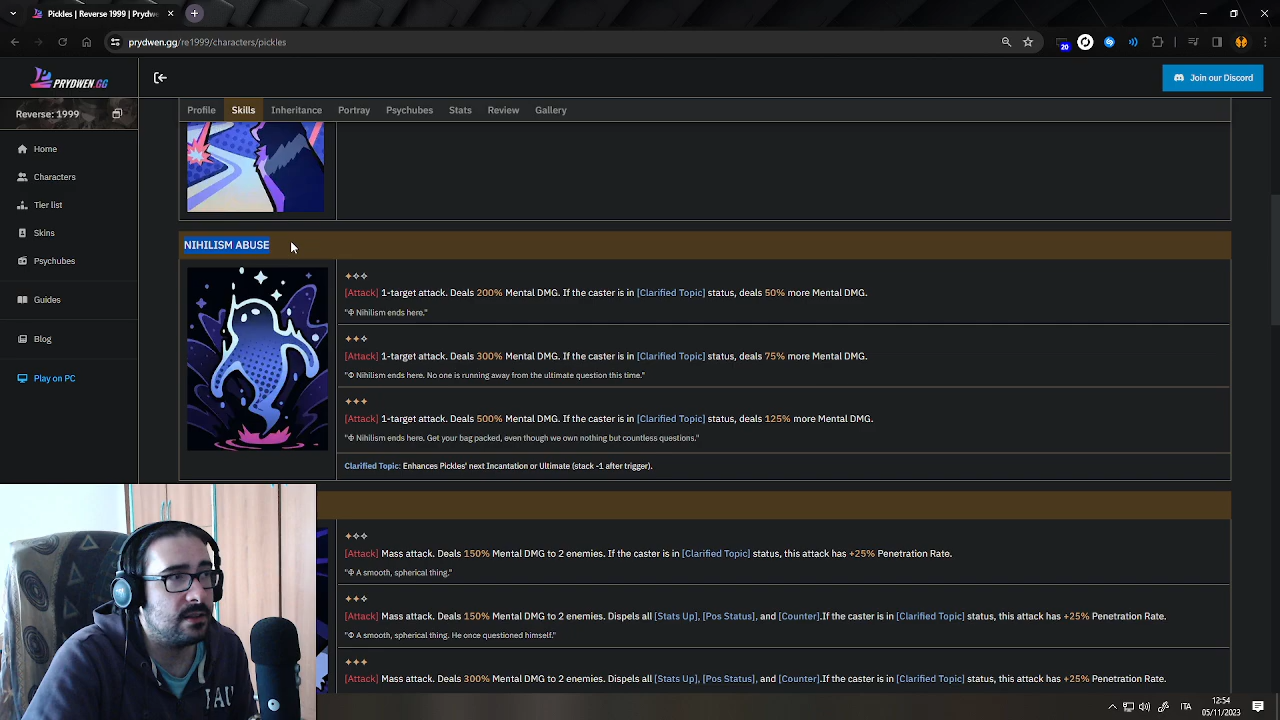 Pickles | Reverse 1999 | Prydw
prydwen.gg/re1999/characters/pickles
20
PRYDWEN.GG
Join our Discord
Reverse: 1999
Home
Characters
Tier list
Skins
Psychubes
Guides
Blog
Play on PC
Profile Skills Inheritance Portray Psychubes Stats Review Gallery
NIHILISM ABUSE
[Attack] 1-target attack. Deals 200% Mental DMG. If the caster is in [Clarified Topic] status, deals 50% more Mental DMG.
"Φ Nihilism ends here."
[Attack] 1-target attack. Deals 300% Mental DMG. If the caster is in [Clarified Topic] status, deals 75% more Mental DMG.
"Φ Nihilism ends here. No one is running away from the ultimate question this time."
[Attack] 1-target attack. Deals 500% Mental DMG. If the caster is in [Clarified Topic] status, deals 125% more Mental DMG.
"Φ Nihilism ends here. Get your bag packed, even though we own nothing but countless questions."
Clarified Topic: Enhances Pickles' next Incantation or Ultimate (stack -1 after trigger).
[Attack] Mass attack. Deals 150% Mental DMG to 2 enemies. If the caster is in [Clarified Topic] status, this attack has +25% Penetration Rate.
"Φ A smooth, spherical thing."
[Attack] Mass attack. Deals 150% Mental DMG to 2 enemies. Dispels all [Stats Up], [Pos Status], and [Counter].If the caster is in [Clarified Topic] status, this attack has +25% Penetration Rate.
"Φ A smooth, spherical thing. He once questioned himself."
[Attack] Mass attack. Deals 300% Mental DMG to 2 enemies. Dispels all [Stats Up], [Pos Status], and [Counter].If the caster is in [Clarified Topic] status, this attack has +25% Penetration Rate.
ITA
12:54
05/11/2023